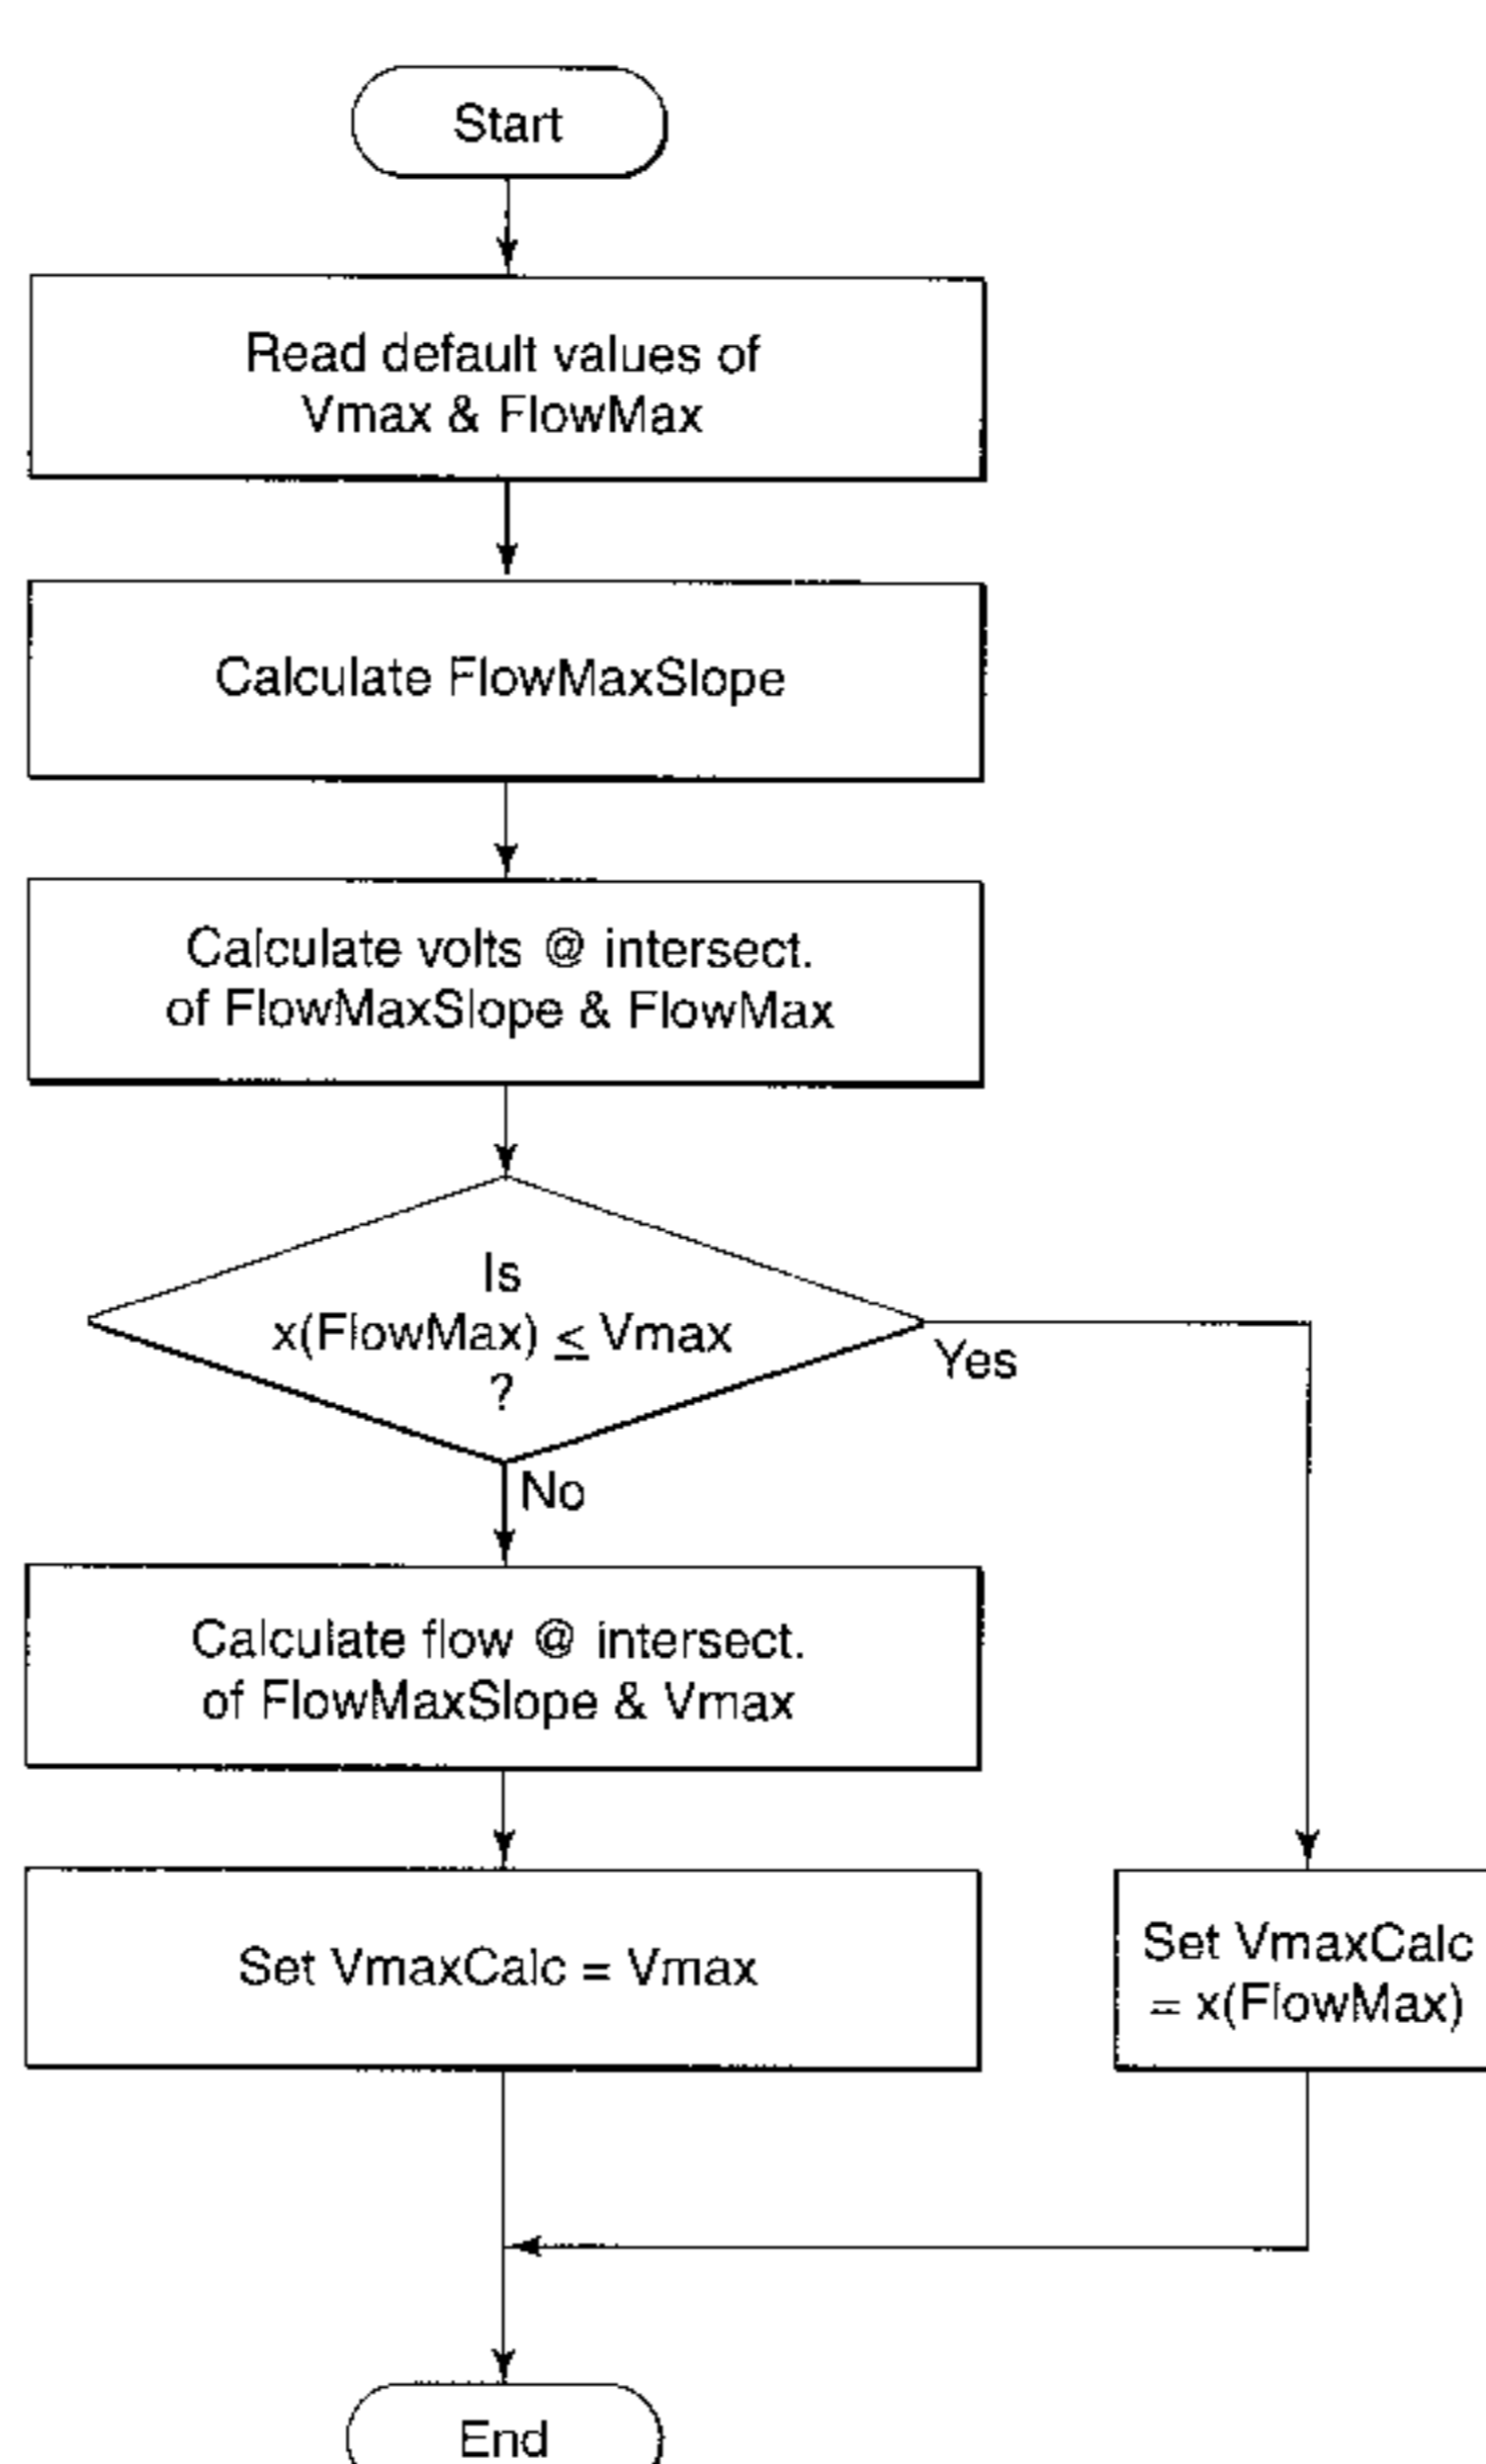 Start
Read default values of
Vmax & FlowMax
Calculate FlowMaxSlope
Calculate volts @ intersect.
of FlowMaxSlope & FlowMax
Is
x(FlowMax) ≤ Vmax
?
Yes
No
Calculate flow @ intersect.
of FlowMaxSlope & Vmax
Set VmaxCalc = Vmax
Set VmaxCalc
= x(FlowMax)
End